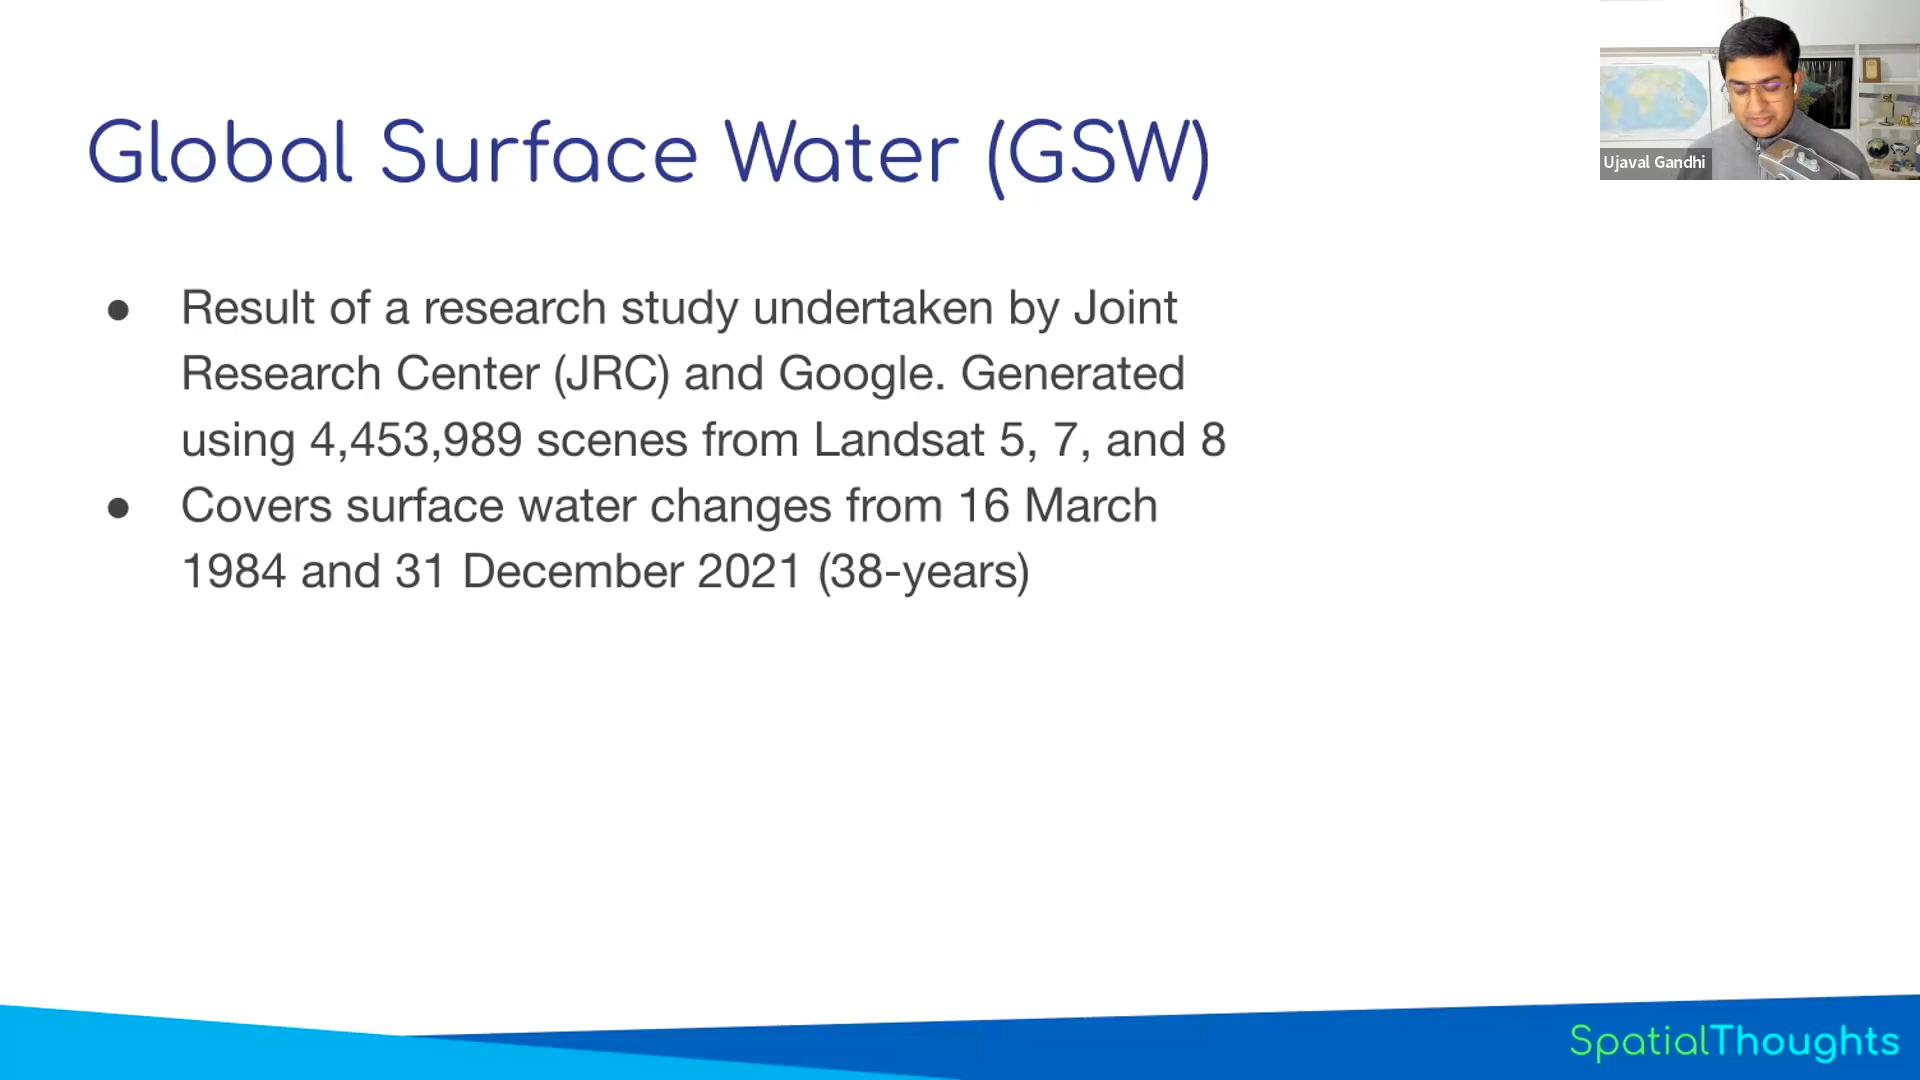 Global Surface Water (GSW)
● Result of a research study undertaken by Joint
Research Center (JRC) and Google. Generated
using 4,453,989 scenes from Landsat 5, 7, and 8
● Covers surface water changes from 16 March
1984 and 31 December 2021 (38-years)
Ujaval Gandhi
SpatialThoughts